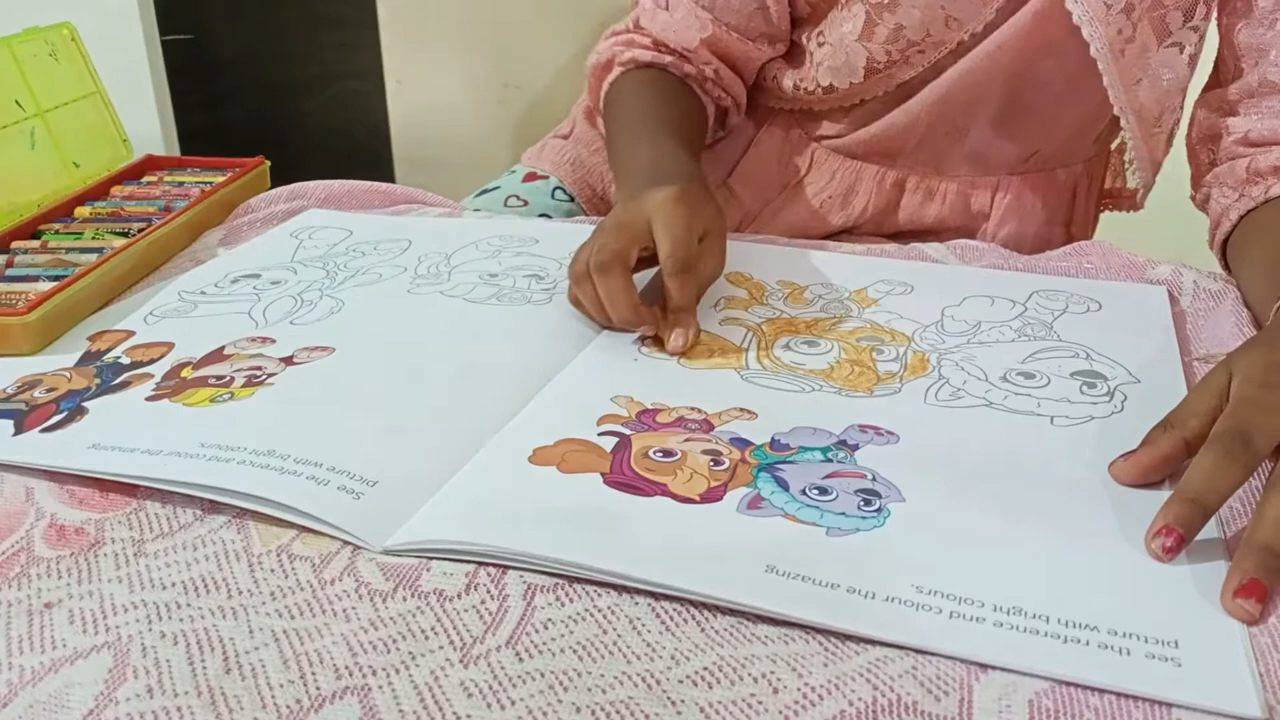 See the reference and colour the amazing
picture with bright colours.
See the reference and colour the amazing
picture with bright colours.